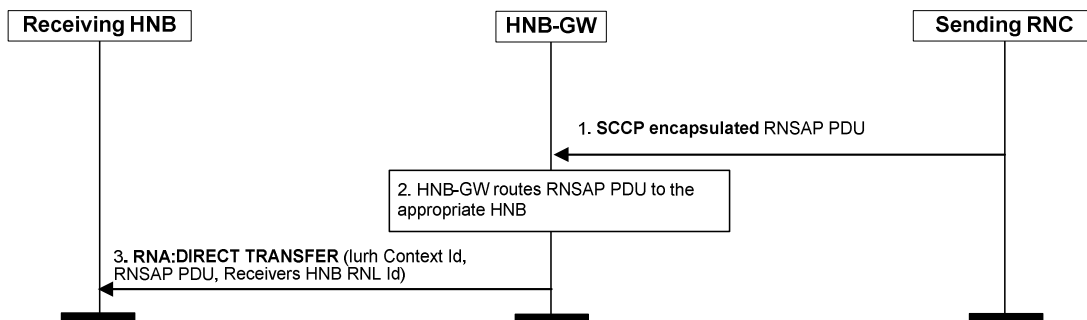 Receiving HNB
HNB-GW
Sending RNC
1. SCCP encapsulated RNSAP PDU
2. HNB-GW routes RNSAP PDU to the
appropriate HNB
3. RNA:DIRECT TRANSFER (Iurh Context Id,
RNSAP PDU, Receivers HNB RNL Id)